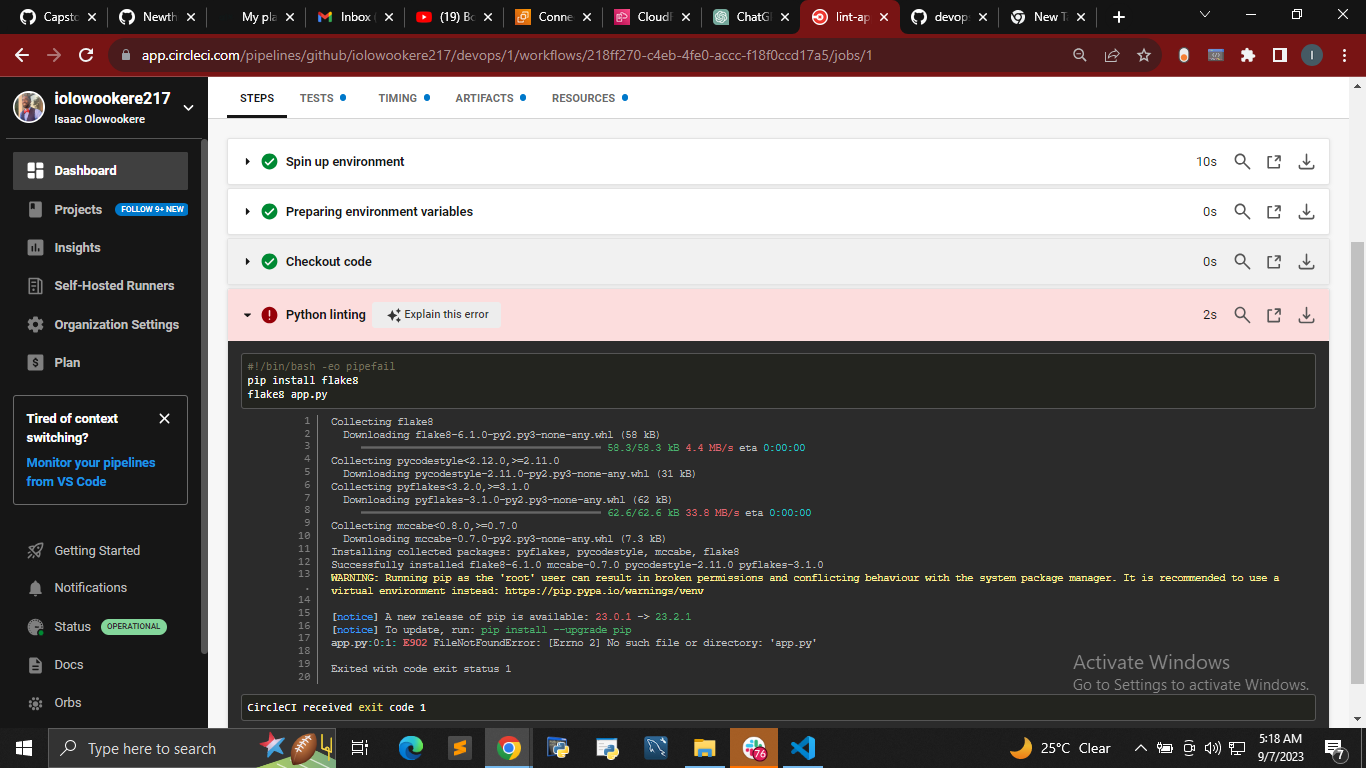 Capsto
Newth
My pla
Inbox (
(19) Bo
Conne
CloudF
ChatGP
lint-ap
devops
New Ta
app.circleci.com/pipelines/github/iolowookere217/devops/1/workflows/218ff270-c4eb-4fe0-accc-f18f0ccd17a5/jobs/1
I
iolowookere217
Isaac Olowookere
Dashboard
Projects FOLLOW 9+ NEW
Insights
Self-Hosted Runners
Organization Settings
Plan
Tired of context
switching?
Monitor your pipelines
from VS Code
Getting Started
Notifications
Status OPERATIONAL
Docs
Orbs
STEPS TESTS TIMING ARTIFACTS RESOURCES
Spin up environment 10s
Preparing environment variables 0s
Checkout code 0s
Python linting Explain this error 2s
#!/bin/bash -eo pipefail
pip install flake8
flake8 app.py
1 Collecting flake8
2 Downloading flake8-6.1.0-py2.py3-none-any.whl (58 kB)
3 58.3/58.3 kB 4.4 MB/s eta 0:00:00
4 Collecting pycodestyle<2.12.0,>=2.11.0
5 Downloading pycodestyle-2.11.0-py2.py3-none-any.whl (31 kB)
6 Collecting pyflakes<3.2.0,>=3.1.0
7 Downloading pyflakes-3.1.0-py2.py3-none-any.whl (62 kB)
8 62.6/62.6 kB 33.8 MB/s eta 0:00:00
9 Collecting mccabe<0.8.0,>=0.7.0
10 Downloading mccabe-0.7.0-py2.py3-none-any.whl (7.3 kB)
11 Installing collected packages: pyflakes, pycodestyle, mccabe, flake8
12 Successfully installed flake8-6.1.0 mccabe-0.7.0 pycodestyle-2.11.0 pyflakes-3.1.0
13 WARNING: Running pip as the 'root' user can result in broken permissions and conflicting behaviour with the system package manager. It is recommended to use a
. virtual environment instead: https://pip.pypa.io/warnings/venv
14
15 [notice] A new release of pip is available: 23.0.1 -> 23.2.1
16 [notice] To update, run: pip install --upgrade pip
17 app.py:0:1: E902 FileNotFoundError: [Errno 2] No such file or directory: 'app.py'
18
19 Exited with code exit status 1
20
CircleCI received exit code 1
Activate Windows
Go to Settings to activate Windows.
Type here to search
76
25°C Clear
5:18 AM
9/7/2023
7